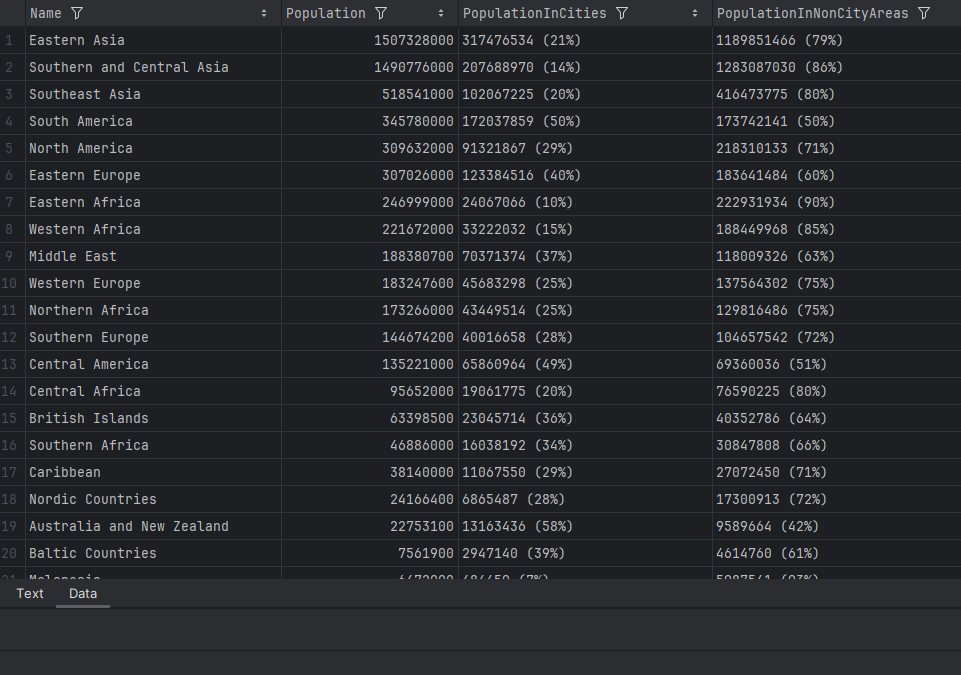 Name Population PopulationInCities PopulationInNonCityAreas
1 Eastern Asia 1507328000 317476534 (21%) 1189851466 (79%)
2 Southern and Central Asia 1490776000 207688970 (14%) 1283087030 (86%)
3 Southeast Asia 518541000 102067225 (20%) 416473775 (80%)
4 South America 345780000 172037859 (50%) 173742141 (50%)
5 North America 309632000 91321867 (29%) 218310133 (71%)
6 Eastern Europe 307026000 123384516 (40%) 183641484 (60%)
7 Eastern Africa 246999000 24067066 (10%) 222931934 (90%)
8 Western Africa 221672000 33222032 (15%) 188449968 (85%)
9 Middle East 188380700 70371374 (37%) 118009326 (63%)
10 Western Europe 183247600 45683298 (25%) 137564302 (75%)
11 Northern Africa 173266000 43449514 (25%) 129816486 (75%)
12 Southern Europe 144674200 40016658 (28%) 104657542 (72%)
13 Central America 135221000 65860964 (49%) 69360036 (51%)
14 Central Africa 95652000 19061775 (20%) 76590225 (80%)
15 British Islands 63398500 23045714 (36%) 40352786 (64%)
16 Southern Africa 46886000 16038192 (34%) 30847808 (66%)
17 Caribbean 38140000 11067550 (29%) 27072450 (71%)
18 Nordic Countries 24166400 6865487 (28%) 17300913 (72%)
19 Australia and New Zealand 22753100 13163436 (58%) 9589664 (42%)
20 Baltic Countries 7561900 2947140 (39%) 4614760 (61%)
21 Melanesia
Text Data